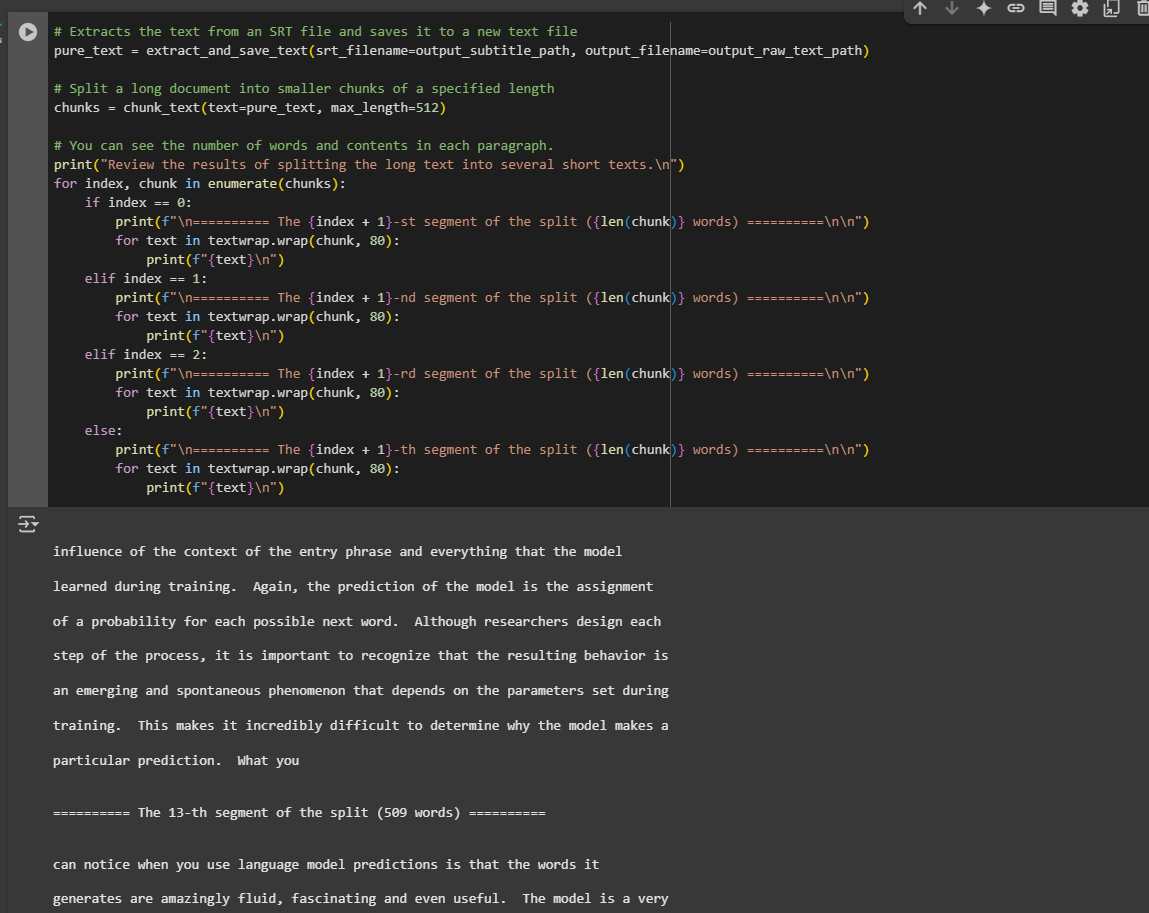 # Extracts the text from an SRT file and saves it to a new text file
pure_text = extract_and_save_text(srt_filename=output_subtitle_path, output_filename=output_raw_text_path)
# Split a long document into smaller chunks of a specified length
chunks = chunk_text(text=pure_text, max_length=512)
# You can see the number of words and contents in each paragraph.
print("Review the results of splitting the long text into several short texts.\n")
for index, chunk in enumerate(chunks):
    if index == 0:
        print(f"\n========== The {index + 1}-st segment of the split ({len(chunk)} words) ==========\n\n")
        for text in textwrap.wrap(chunk, 80):
            print(f"{text}\n")
    elif index == 1:
        print(f"\n========== The {index + 1}-nd segment of the split ({len(chunk)} words) ==========\n\n")
        for text in textwrap.wrap(chunk, 80):
            print(f"{text}\n")
    elif index == 2:
        print(f"\n========== The {index + 1}-rd segment of the split ({len(chunk)} words) ==========\n\n")
        for text in textwrap.wrap(chunk, 80):
            print(f"{text}\n")
    else:
        print(f"\n========== The {index + 1}-th segment of the split ({len(chunk)} words) ==========\n\n")
        for text in textwrap.wrap(chunk, 80):
            print(f"{text}\n")
influence of the context of the entry phrase and everything that the model
learned during training.  Again, the prediction of the model is the assignment
of a probability for each possible next word.  Although researchers design each
step of the process, it is important to recognize that the resulting behavior is
an emerging and spontaneous phenomenon that depends on the parameters set during
training.  This makes it incredibly difficult to determine why the model makes a
particular prediction.  What you
========== The 13-th segment of the split (509 words) ==========
can notice when you use language model predictions is that the words it
generates are amazingly fluid, fascinating and even useful.  The model is a very